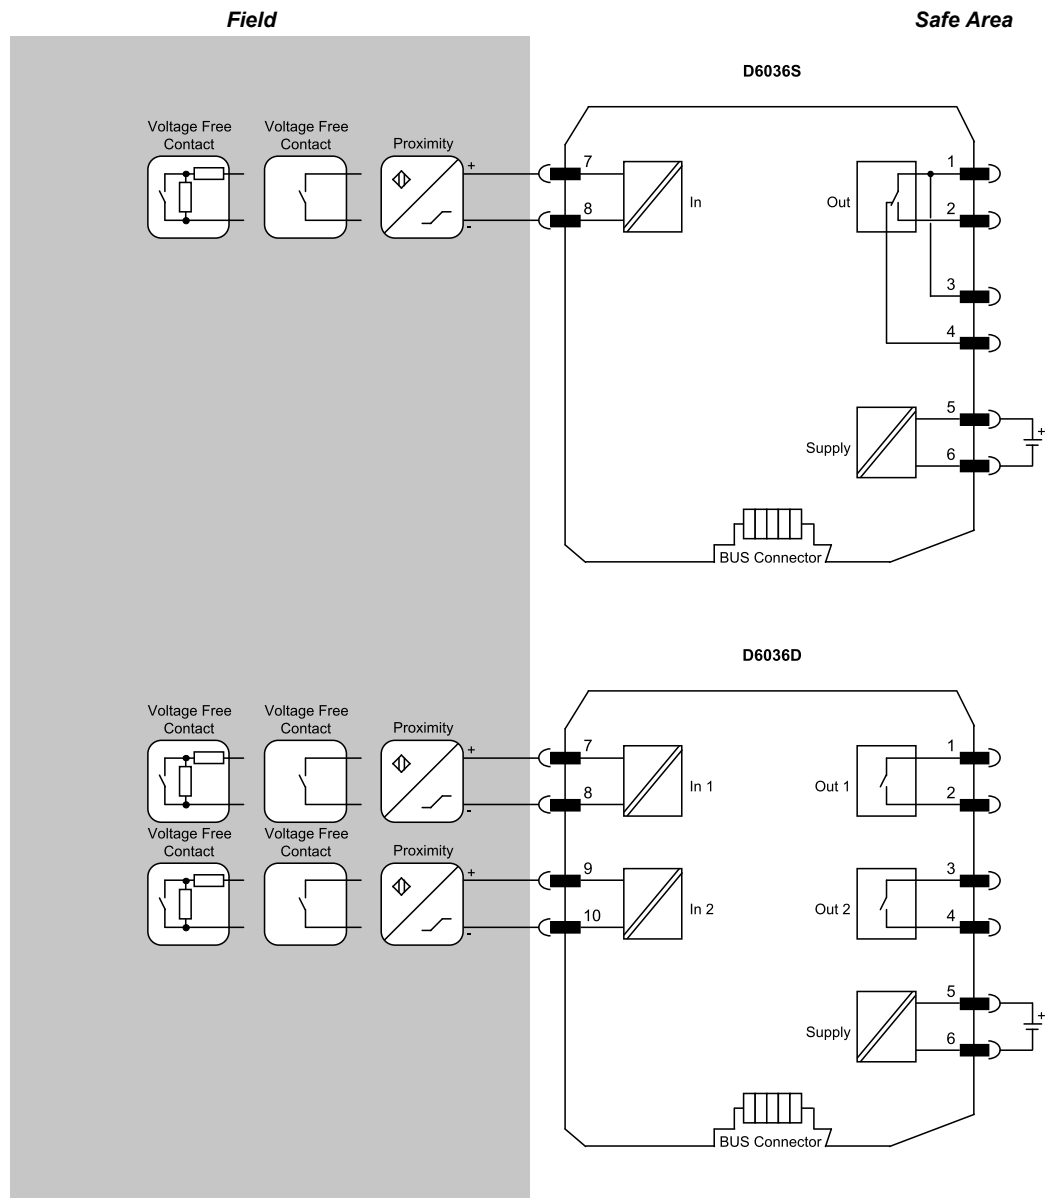 Field
Safe Area
D6036S
Voltage Free
Contact
Voltage Free
Contact
Proximity
+
-
7
8
In
Out
1
2
3
4
5
6
Supply
+
BUS Connector
D6036D
Voltage Free
Contact
Voltage Free
Contact
Proximity
+
-
7
8
In 1
Out 1
1
2
Voltage Free
Contact
Voltage Free
Contact
Proximity
+
-
9
10
In 2
Out 2
3
4
5
6
Supply
+
BUS Connector